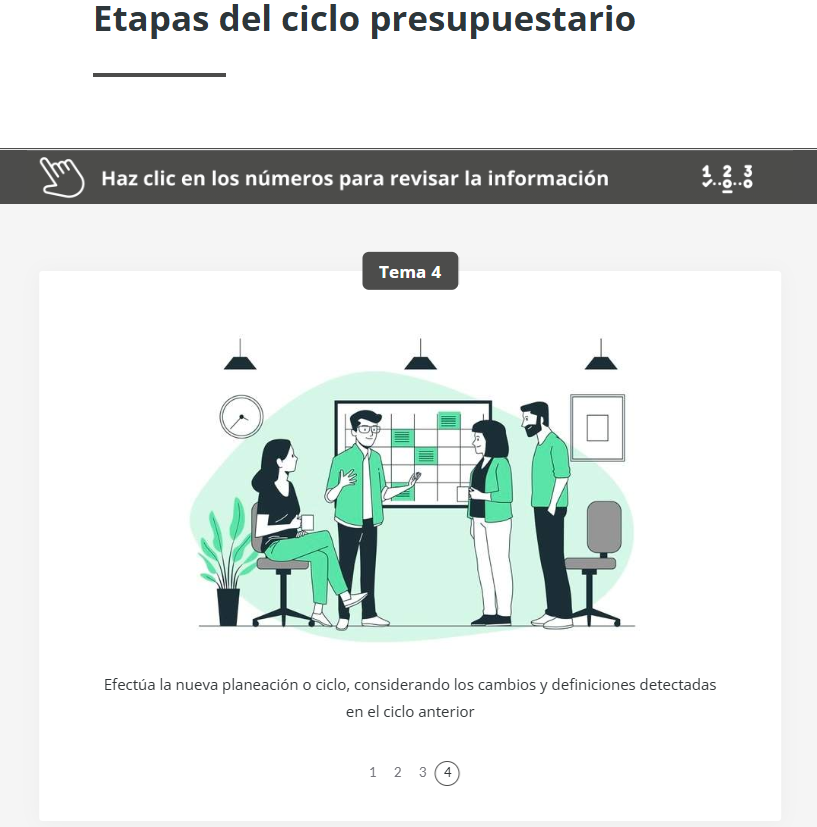 Etapas del ciclo presupuestario
Haz clic en los números para revisar la información
1 2 3
Tema 4
Efectúa la nueva planeación o ciclo, considerando los cambios y definiciones detectadas
en el ciclo anterior
1 2 3 4